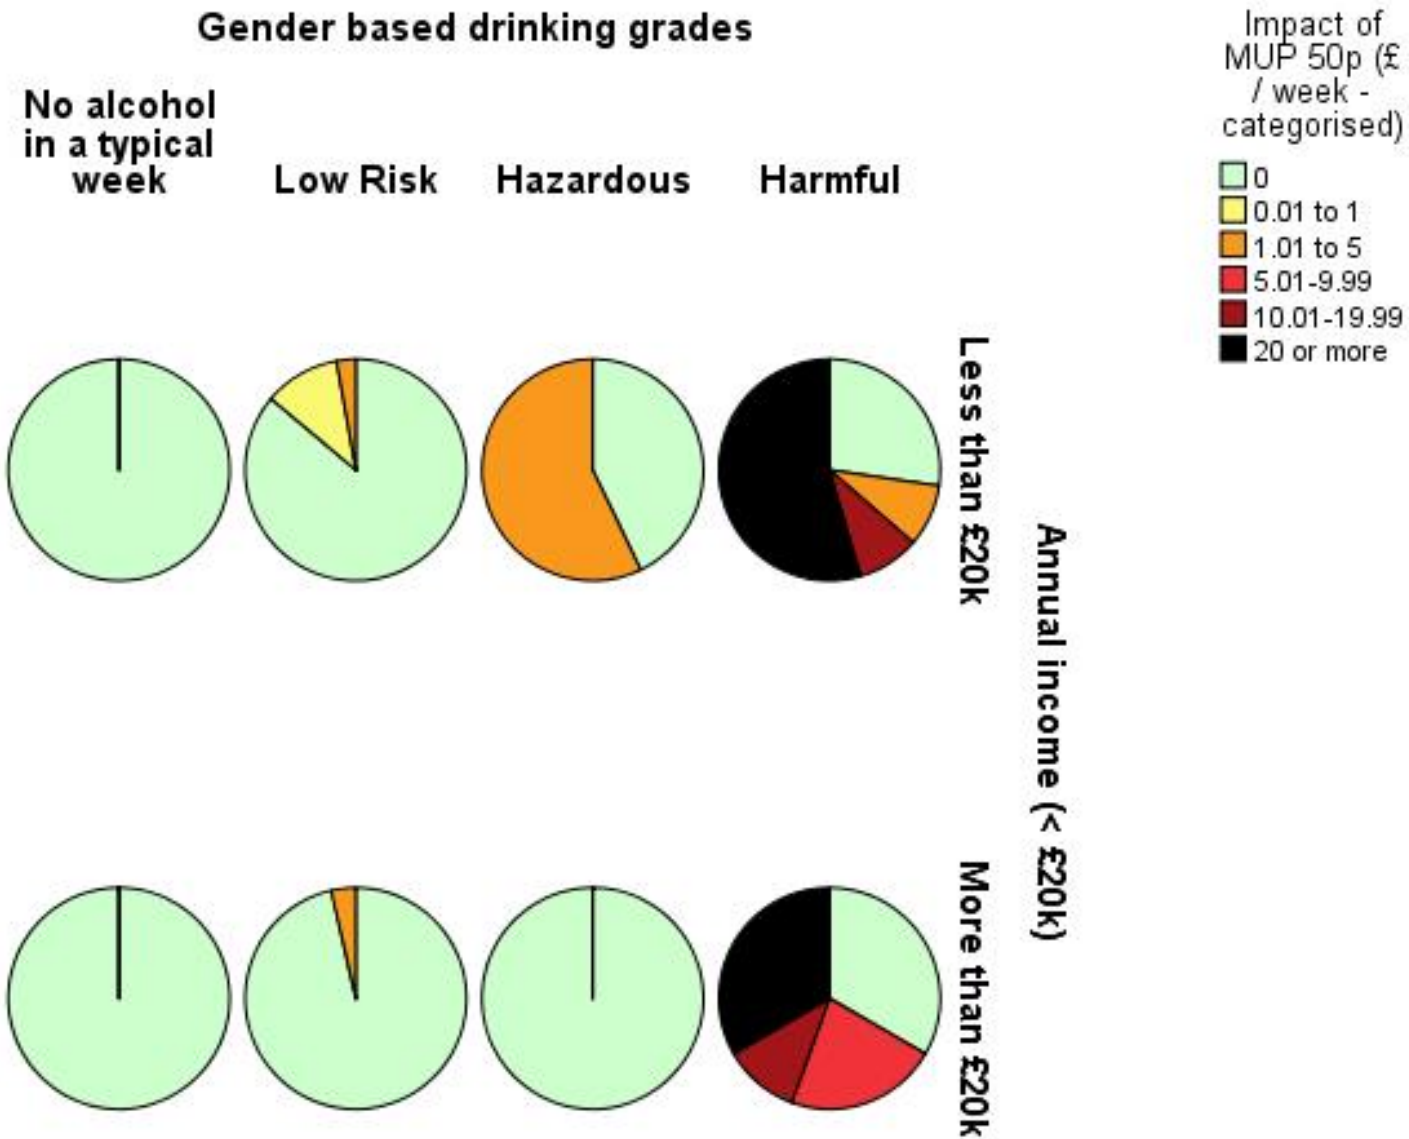 Gender based drinking grades
No alcohol
in a typical
week
Low Risk
Hazardous
Harmful
Impact of
MUP 50p (£
/ week -
categorised)
0
0.01 to 1
1.01 to 5
5.01-9.99
10.01-19.99
20 or more
Less than £20k
More than £20k
Annual income (< £20k)